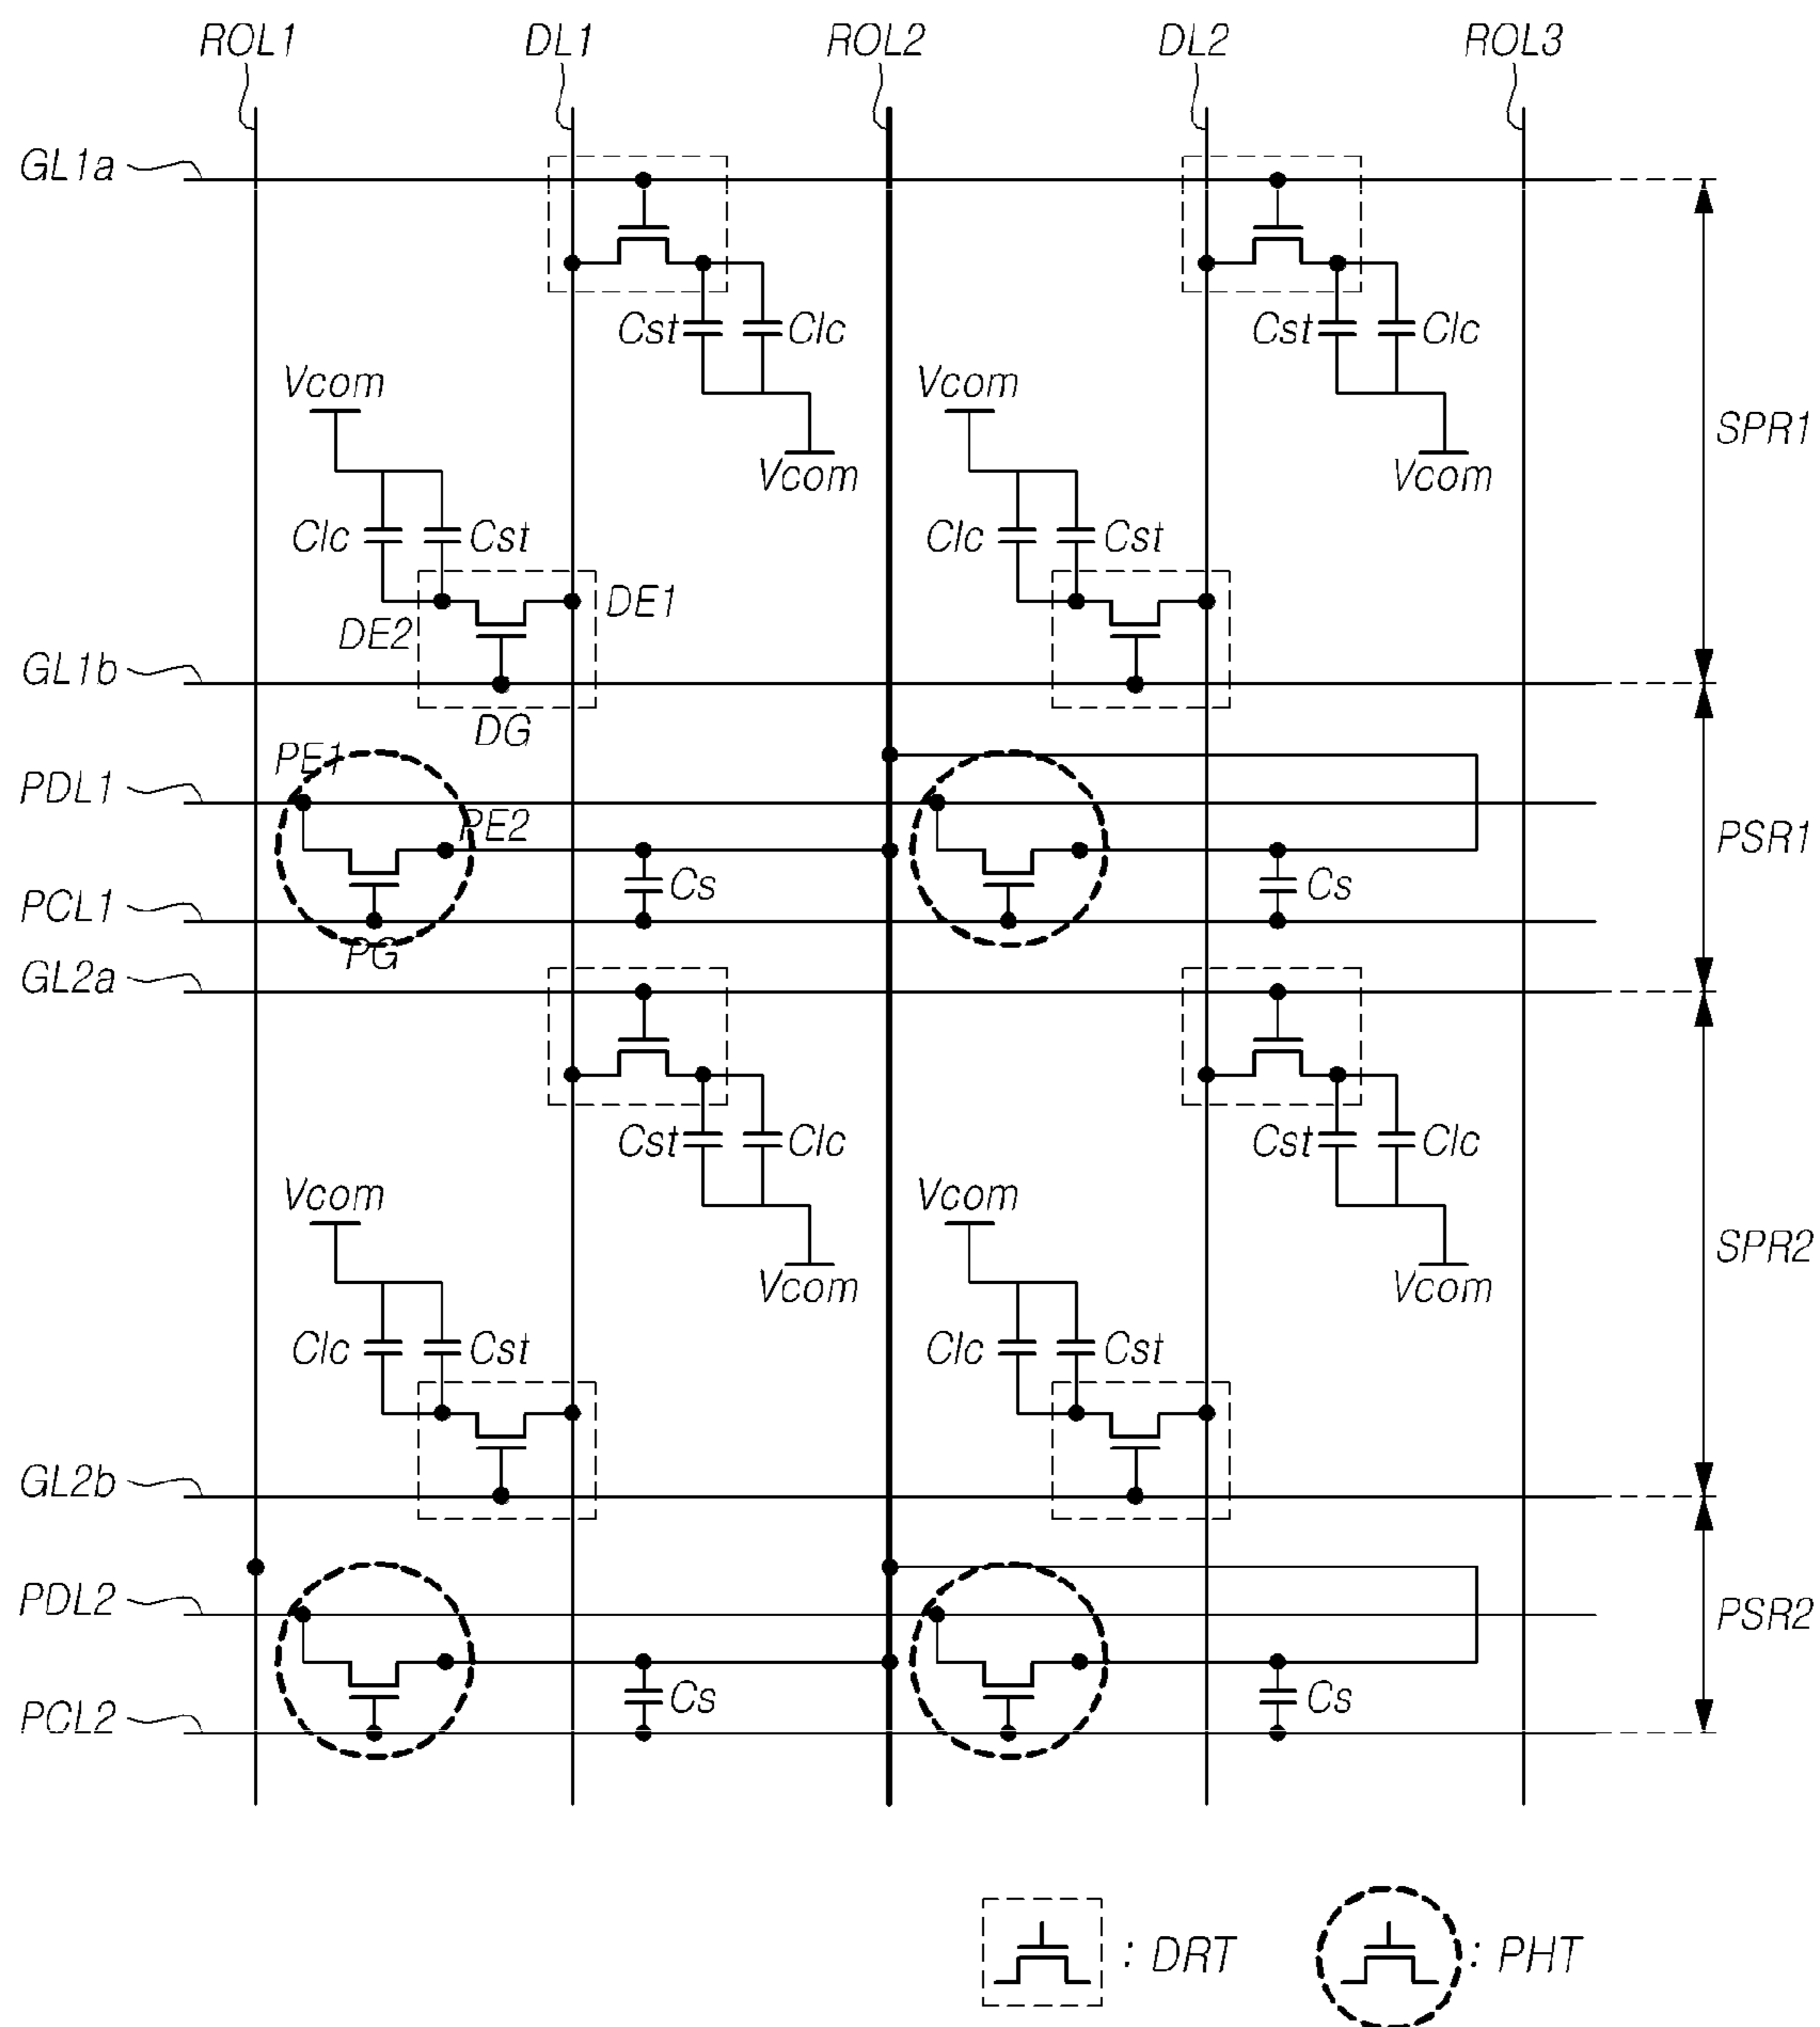 ROL1 DL1 ROL2 DL2 ROL3
GL1a
Cst Clc Cst Clc
Vcom Vcom SPR1
Vcom Vcom
Clc Cst Clc Cst
DE1
DE2
GL1b
DG
PE1
PDL1
PE2 PSR1
Cs Cs
PCL1
PG
GL2a
Cst Clc Cst Clc
Vcom Vcom
SPR2
Vcom Vcom
Clc Cst Clc Cst
GL2b
PDL2 PSR2
Cs Cs
PCL2
: DRT : PHT